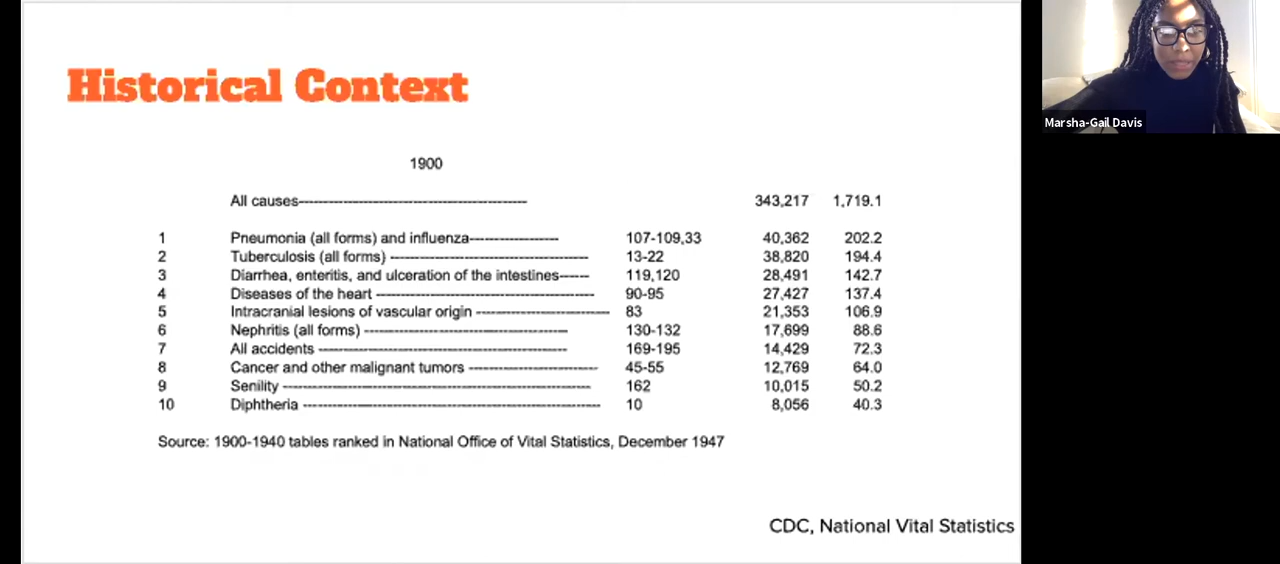 Historical Context
Marsha-Gail Davis
1900
All causes---------------------------------------------- 343,217 1,719.1
1 Pneumonia (all forms) and influenza------------------ 107-109,33 40,362 202.2
2 Tuberculosis (all forms) ---------------------------------------- 13-22 38,820 194.4
3 Diarrhea, enteritis, and ulceration of the intestines------ 119,120 28,491 142.7
4 Diseases of the heart -------------------------------------------- 90-95 27,427 137.4
5 Intracranial lesions of vascular origin --------------------------- 83 21,353 106.9
6 Nephritis (all forms) ----------------------------------------- 130-132 17,699 88.6
7 All accidents -------------------------------------------------- 169-195 14,429 72.3
8 Cancer and other malignant tumors -------------------------- 45-55 12,769 64.0
9 Senility -------------------------------------------------------------- 162 10,015 50.2
10 Diphtheria ------------------------------------------------------------ 10 8,056 40.3
Source: 1900-1940 tables ranked in National Office of Vital Statistics, December 1947
CDC, National Vital Statistics